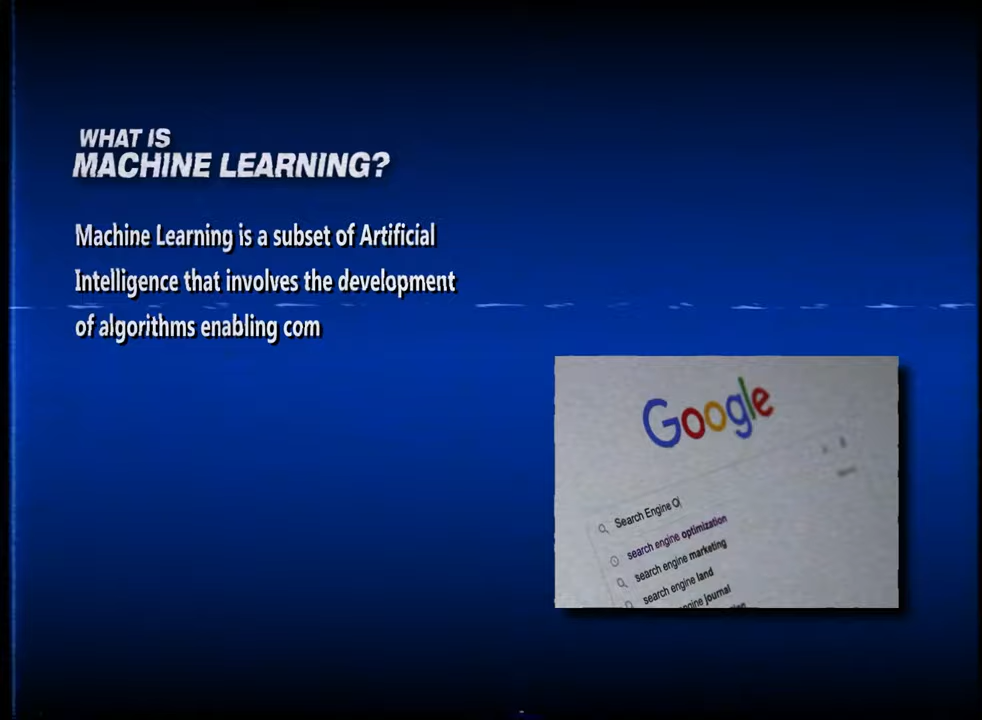 WHAT IS
MACHINE LEARNING?
Machine Learning is a subset of Artificial
Intelligence that involves the development
of algorithms enabling com
Google
Search Engine O
search engine optimization
search engine marketing
search engine land
engine journal